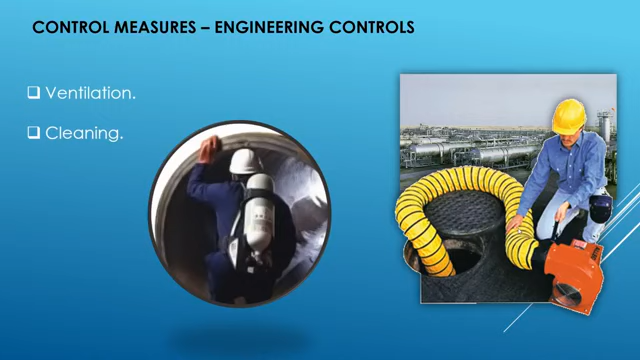 CONTROL MEASURES – ENGINEERING CONTROLS
❑ Ventilation.
❑ Cleaning.